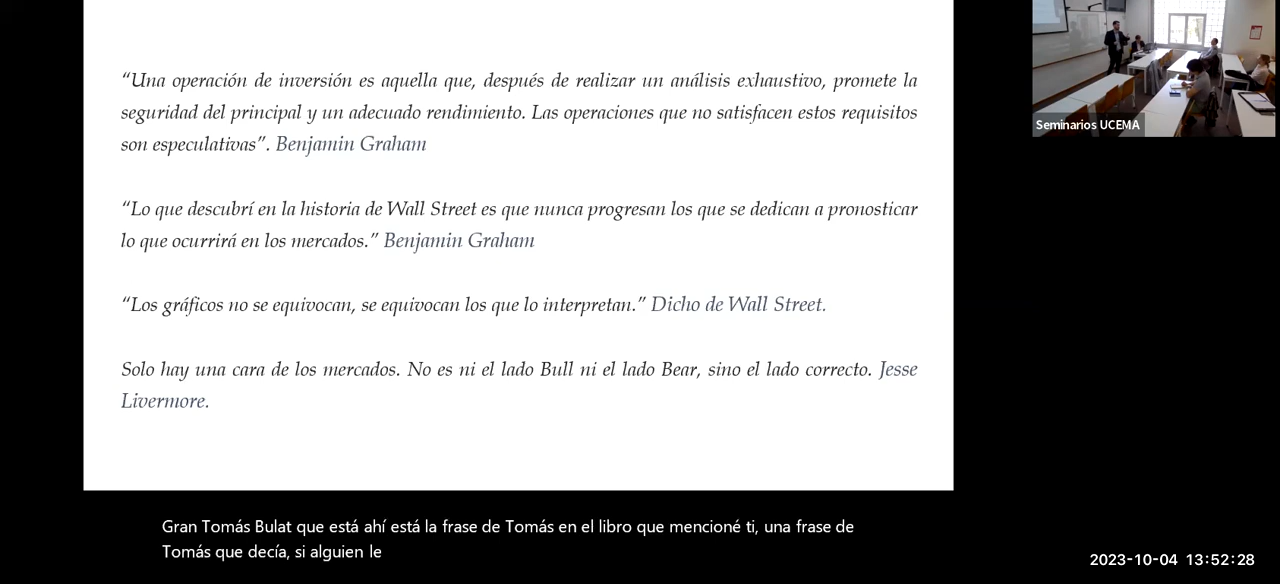 “Una operación de inversión es aquella que, después de realizar un análisis exhaustivo, promete la
seguridad del principal y un adecuado rendimiento. Las operaciones que no satisfacen estos requisitos
son especulativas”. Benjamin Graham
“Lo que descubrí en la historia de Wall Street es que nunca progresan los que se dedican a pronosticar
lo que ocurrirá en los mercados.” Benjamin Graham
“Los gráficos no se equivocan, se equivocan los que lo interpretan.” Dicho de Wall Street.
Solo hay una cara de los mercados. No es ni el lado Bull ni el lado Bear, sino el lado correcto. Jesse
Livermore.
Seminarios UCEMA
Gran Tomás Bulat que está ahí está la frase de Tomás en el libro que mencioné ti, una frase de
Tomás que decía, si alguien le
2023-10-04 13:52:28